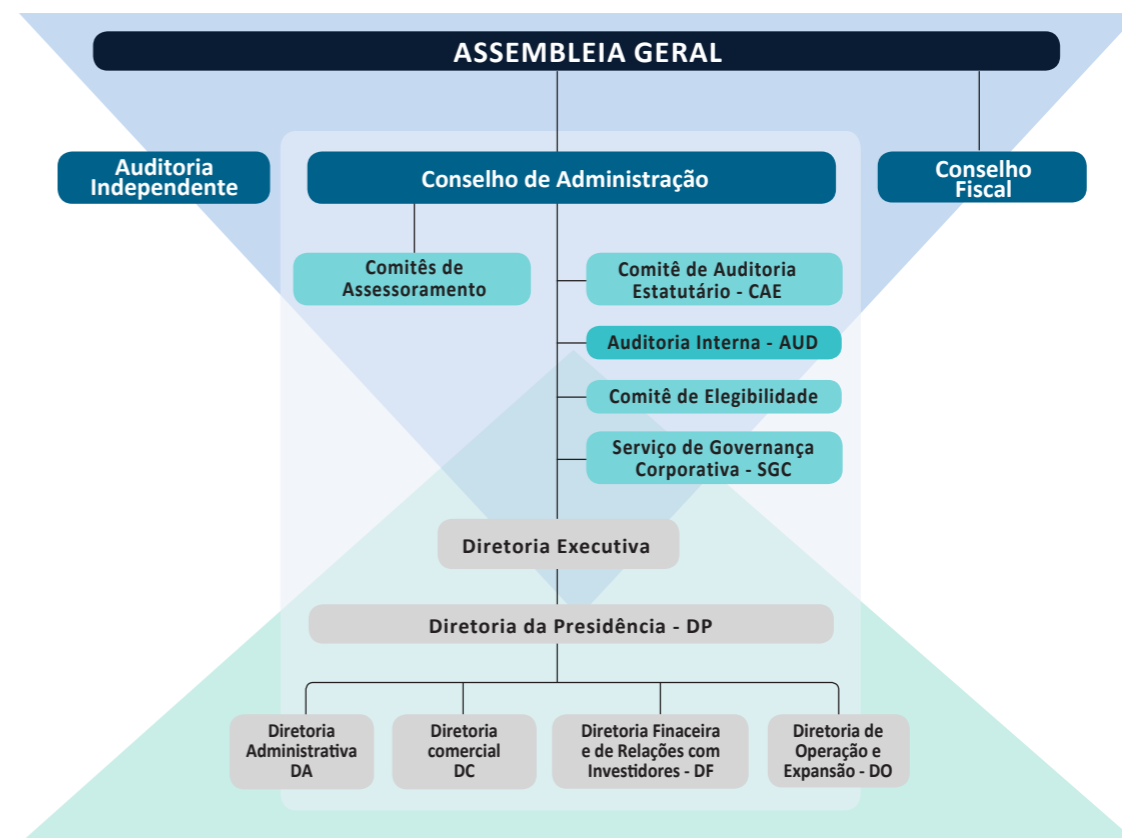 ASSEMBLEIA GERAL
Auditoria
Independente
Conselho de Administração
Conselho
Fiscal
Comitês de
Assessoramento
Comitê de Auditoria
Estatutário - CAE
Auditoria Interna - AUD
Comitê de Elegibilidade
Serviço de Governança
Corporativa - SGC
Diretoria Executiva
Diretoria da Presidência - DP
Diretoria
Administrativa
DA
Diretoria
comercial
DC
Diretoria Finaceira
e de Relações com
Investidores - DF
Diretoria de
Operação e
Expansão - DO